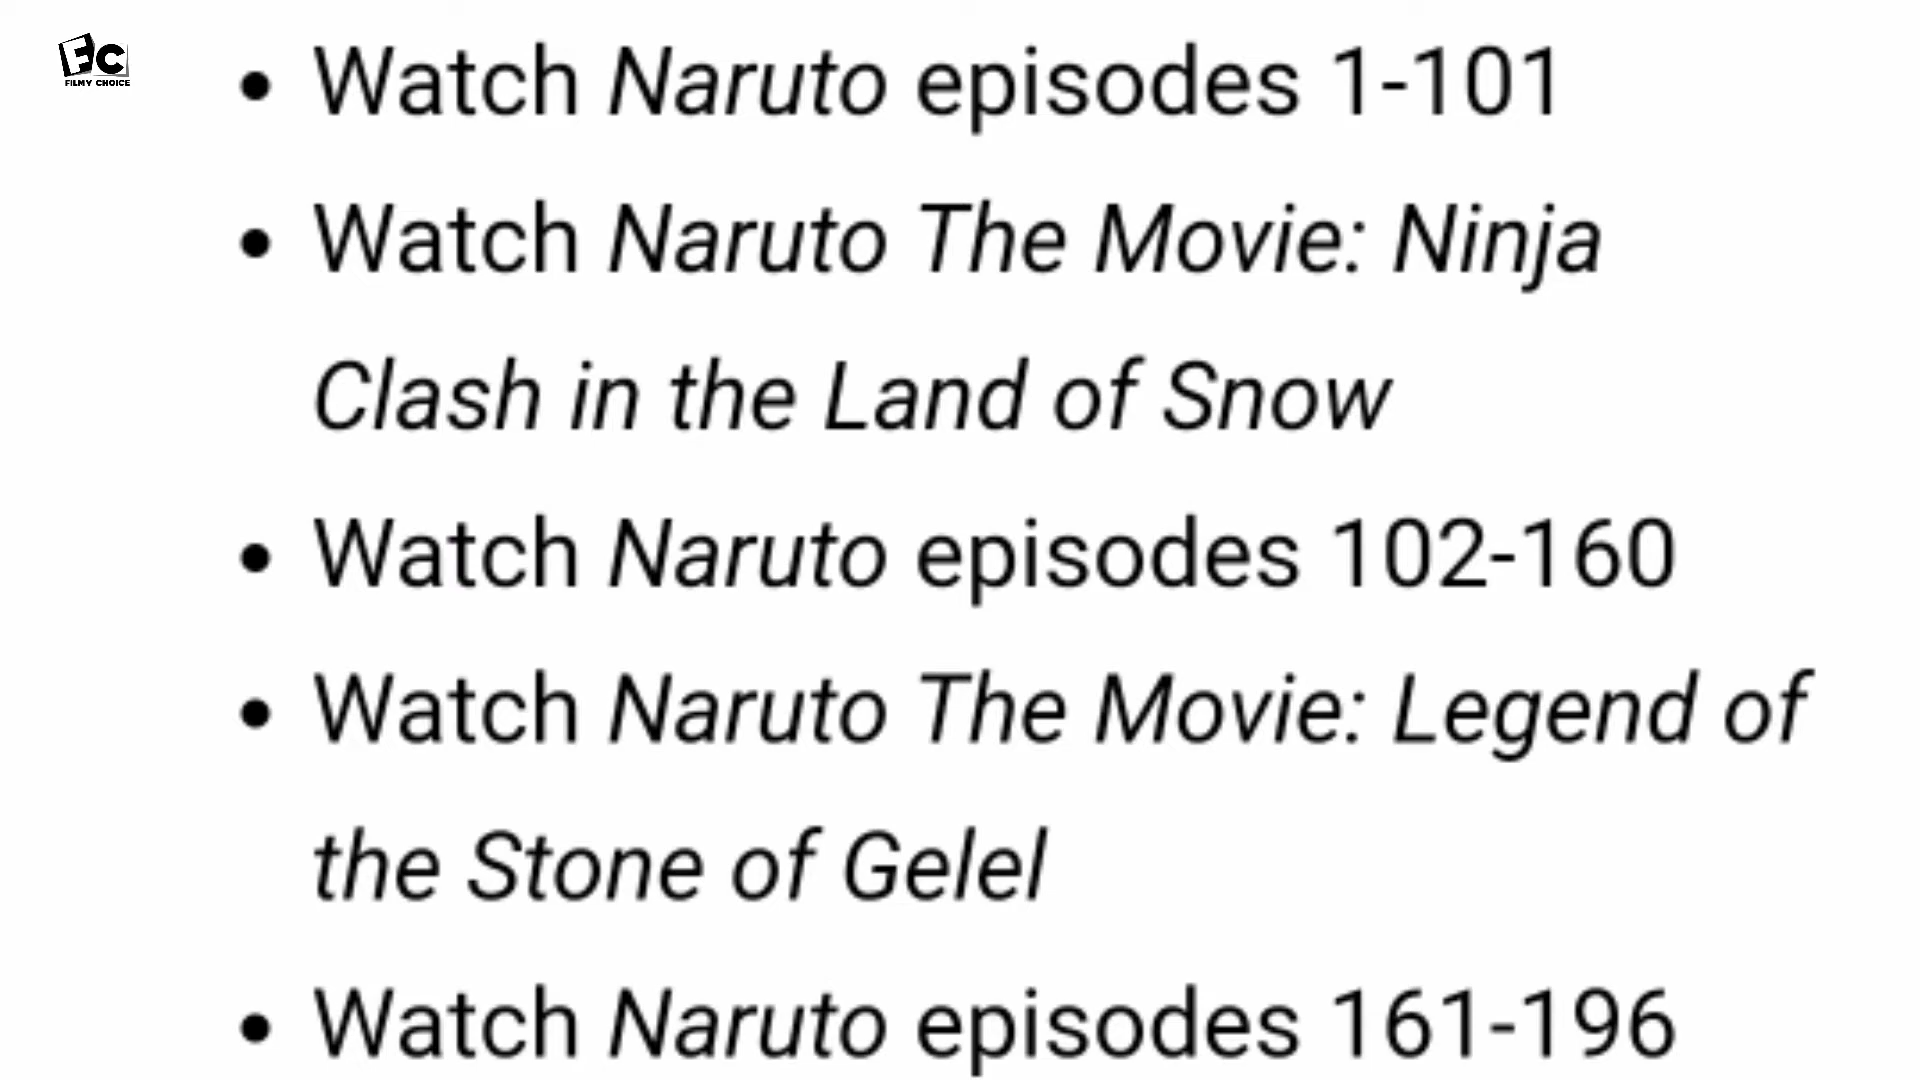 FC
FILMY CHOICE
• Watch Naruto episodes 1-101
• Watch Naruto The Movie: Ninja
Clash in the Land of Snow
• Watch Naruto episodes 102-160
• Watch Naruto The Movie: Legend of
the Stone of Gelel
• Watch Naruto episodes 161-196